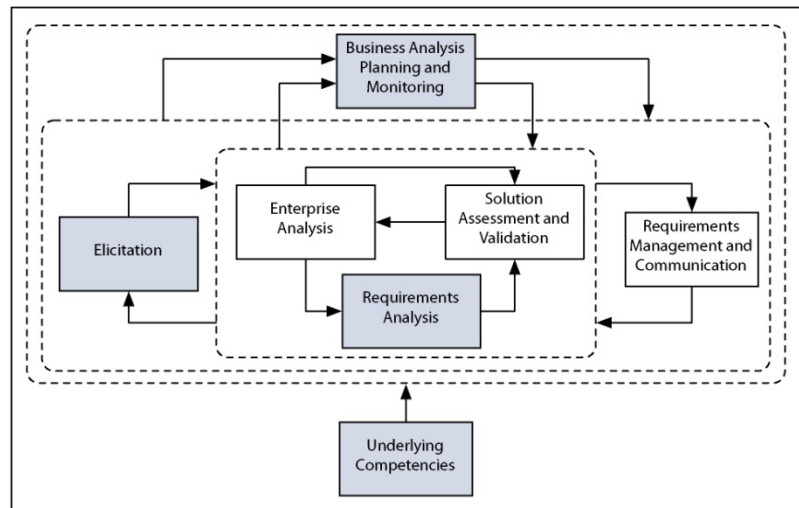 Business Analysis
Planning and
Monitoring
Enterprise
Analysis
Solution
Assessment and
Validation
Elicitation
Requirements
Management and
Communication
Requirements
Analysis
Underlying
Competencies